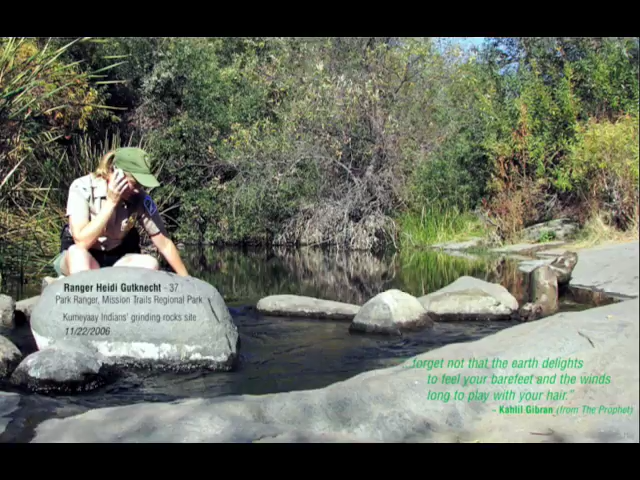 Ranger Heidi Gutknecht - 37
Park Ranger, Mission Trails Regional Park
Kumeyaay Indians' grinding rocks site
11/22/2006
...forget not that the earth delights
to feel your barefeet and the winds
long to play with your hair."
- Kahlil Gibran (from The Prophet)